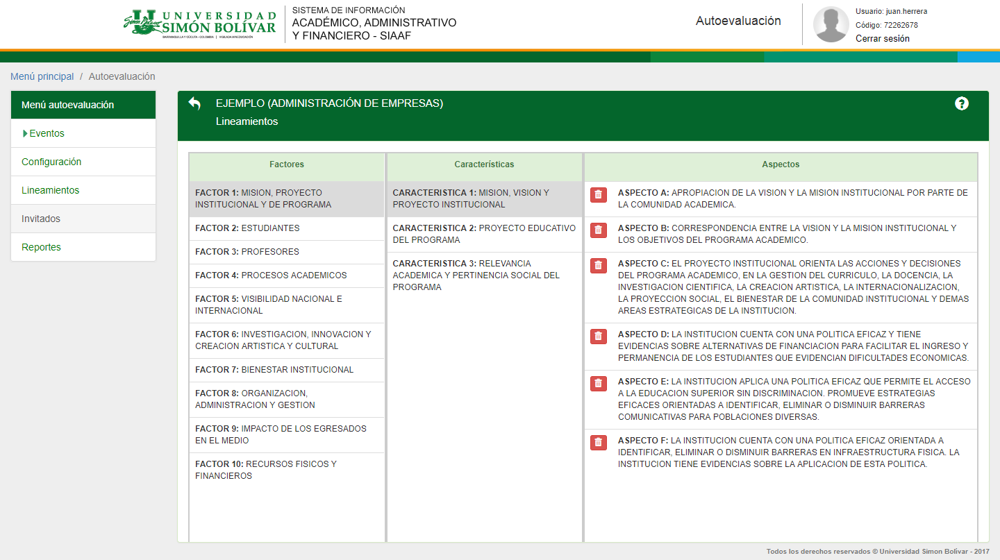 UNIVERSIDAD
SIMÓN BOLÍVAR
BARRANQUILLA Y CÚCUTA - COLOMBIA | VIGILADA MINEDUCACIÓN
SISTEMA DE INFORMACIÓN
ACADÉMICO, ADMINISTRATIVO
Y FINANCIERO - SIAAF
Autoevaluación
Usuario: juan.herrera
Código: 72262678
Cerrar sesión
Menú principal / Autoevaluación
Menú autoevaluación
Eventos
Configuración
Lineamientos
Invitados
Reportes
EJEMPLO (ADMINISTRACIÓN DE EMPRESAS)
Lineamientos
?
Factores
FACTOR 1: MISION, PROYECTO
INSTITUCIONAL Y DE PROGRAMA
FACTOR 2: ESTUDIANTES
FACTOR 3: PROFESORES
FACTOR 4: PROCESOS ACADEMICOS
FACTOR 5: VISIBILIDAD NACIONAL E
INTERNACIONAL
FACTOR 6: INVESTIGACION, INNOVACION Y
CREACION ARTISTICA Y CULTURAL
FACTOR 7: BIENESTAR INSTITUCIONAL
FACTOR 8: ORGANIZACION,
ADMINISTRACION Y GESTION
FACTOR 9: IMPACTO DE LOS EGRESADOS
EN EL MEDIO
FACTOR 10: RECURSOS FISICOS Y
FINANCIEROS
Características
CARACTERISTICA 1: MISION, VISION Y
PROYECTO INSTITUCIONAL
CARACTERISTICA 2: PROYECTO EDUCATIVO
DEL PROGRAMA
CARACTERISTICA 3: RELEVANCIA
ACADEMICA Y PERTINENCIA SOCIAL DEL
PROGRAMA
Aspectos
ASPECTO A: APROPIACION DE LA VISION Y LA MISION INSTITUCIONAL POR PARTE DE
LA COMUNIDAD ACADEMICA.
ASPECTO B: CORRESPONDENCIA ENTRE LA VISION Y LA MISION INSTITUCIONAL Y
LOS OBJETIVOS DEL PROGRAMA ACADEMICO.
ASPECTO C: EL PROYECTO INSTITUCIONAL ORIENTA LAS ACCIONES Y DECISIONES
DEL PROGRAMA ACADEMICO, EN LA GESTION DEL CURRICULO, LA DOCENCIA, LA
INVESTIGACION CIENTIFICA, LA CREACION ARTISTICA, LA INTERNACIONALIZACION,
LA PROYECCION SOCIAL, EL BIENESTAR DE LA COMUNIDAD INSTITUCIONAL Y DEMAS
AREAS ESTRATEGICAS DE LA INSTITUCION.
ASPECTO D: LA INSTITUCION CUENTA CON UNA POLITICA EFICAZ Y TIENE
EVIDENCIAS SOBRE ALTERNATIVAS DE FINANCIACION PARA FACILITAR EL INGRESO Y
PERMANENCIA DE LOS ESTUDIANTES QUE EVIDENCIAN DIFICULTADES ECONOMICAS.
ASPECTO E: LA INSTITUCION APLICA UNA POLITICA EFICAZ QUE PERMITE EL ACCESO
A LA EDUCACION SUPERIOR SIN DISCRIMINACION. PROMUEVE ESTRATEGIAS
EFICACES ORIENTADAS A IDENTIFICAR, ELIMINAR O DISMINUIR BARRERAS
COMUNICATIVAS PARA POBLACIONES DIVERSAS.
ASPECTO F: LA INSTITUCION CUENTA CON UNA POLITICA EFICAZ ORIENTADA A
IDENTIFICAR, ELIMINAR O DISMINUIR BARRERAS EN INFRAESTRUCTURA FISICA. LA
INSTITUCION TIENE EVIDENCIAS SOBRE LA APLICACION DE ESTA POLITICA.
Todos los derechos reservados © Universidad Simon Bolívar - 2017